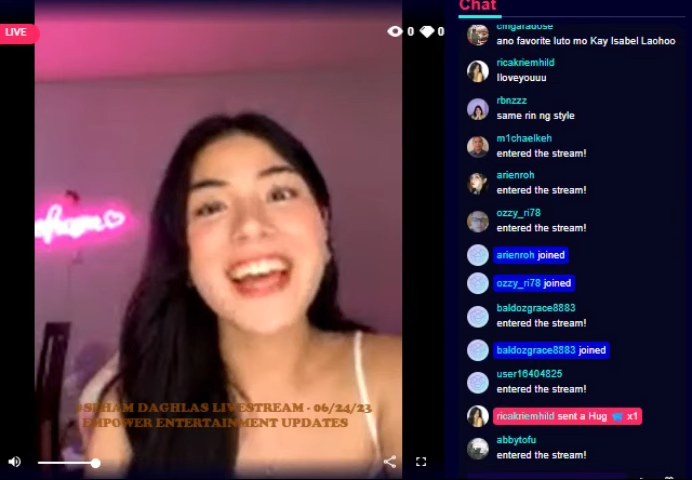 LIVE
0
0
Chat
cmgaradose
ano favorite luto mo Kay Isabel Laohoo
ricakriemhild
Iloveyouuu
rbnzzz
same rin ng style
m1chaelkeh
entered the stream!
arienroh
entered the stream!
ozzy_ri78
entered the stream!
arienroh joined
ozzy_ri78 joined
baldozgrace8883
entered the stream!
baldozgrace8883 joined
user16404825
entered the stream!
ricakriemhild sent a Hug x1
abbytofu
entered the stream!
DAGHLAS LIVESTREAM - 06/24/23
EMPOWER ENTERTAINMENT UPDATES